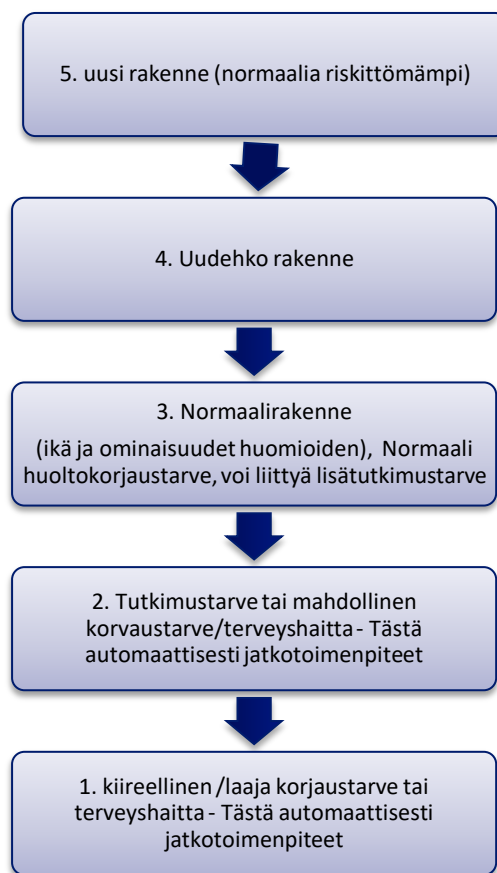 5. uusi rakenne (normaalia riskittömämpi)
4. Uudehko rakenne
3. Normaalirakenne
(ikä ja ominaisuudet huomioiden), Normaali
huoltokorjaustarve, voi liittyä lisätutkimustarve
2. Tutkimustarve tai mahdollinen
korvaustarve/terveyshaitta - Tästä
automaattisesti jatkotoimenpiteet
1. kiireellinen /laaja korjaustarve tai
terveyshaitta - Tästä automaattisesti
jatkotoimenpiteet